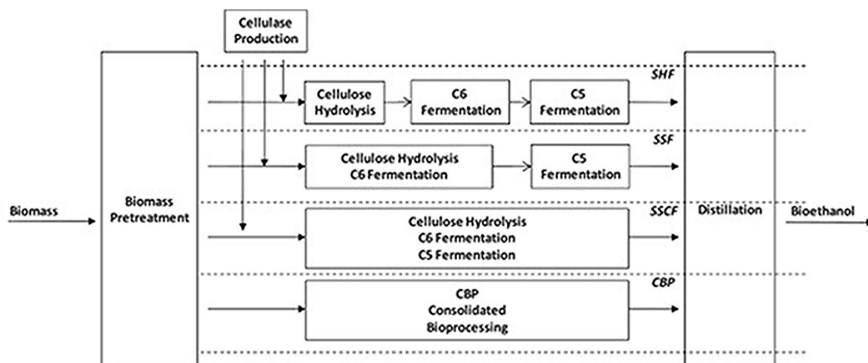 Cellulase
Production
SHF
Cellulose
Hydrolysis
C6
Fermentation
C5
Fermentation
SSF
Cellulose Hydrolysis
C6 Fermentation
C5
Fermentation
Biomass
Biomass
Pretreatment
SSCF
Cellulose Hydrolysis
C6 Fermentation
C5 Fermentation
Distillation
Bioethanol
CBP
CBP
Consolidated
Bioprocessing